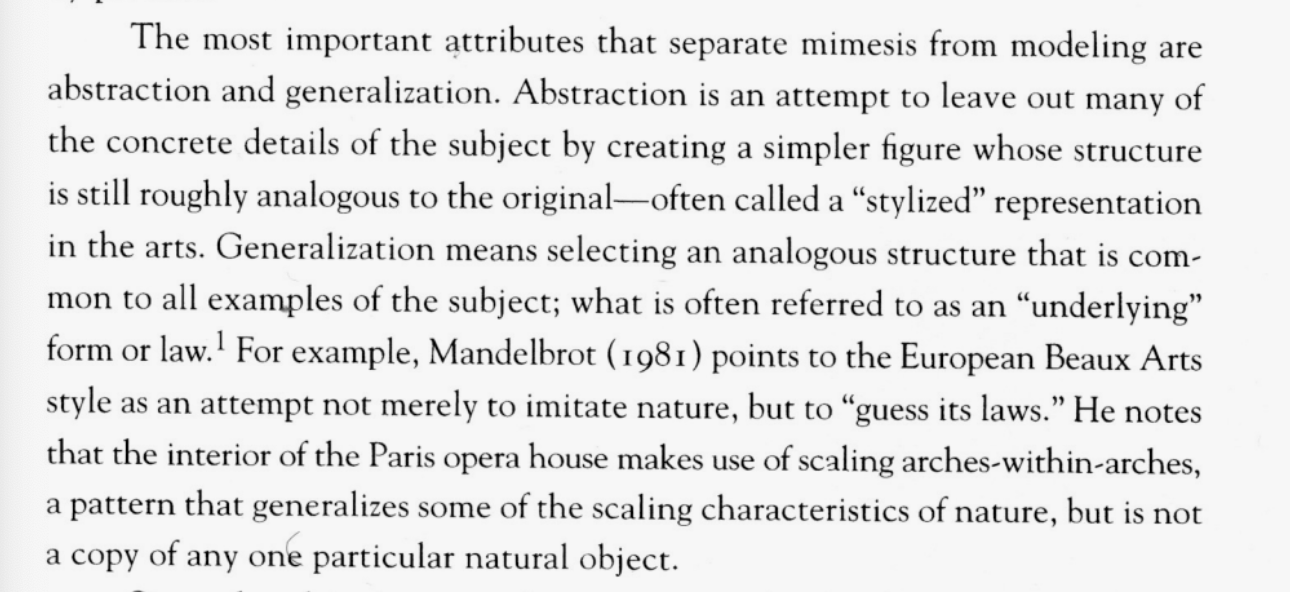 The most important attributes that separate mimesis from modeling are
abstraction and generalization. Abstraction is an attempt to leave out many of
the concrete details of the subject by creating a simpler figure whose structure
is still roughly analogous to the original—often called a “stylized” representation
in the arts. Generalization means selecting an analogous structure that is com-
mon to all examples of the subject; what is often referred to as an “underlying”
form or law.1 For example, Mandelbrot (1981) points to the European Beaux Arts
style as an attempt not merely to imitate nature, but to “guess its laws.” He notes
that the interior of the Paris opera house makes use of scaling arches-within-arches,
a pattern that generalizes some of the scaling characteristics of nature, but is not
a copy of any one particular natural object.